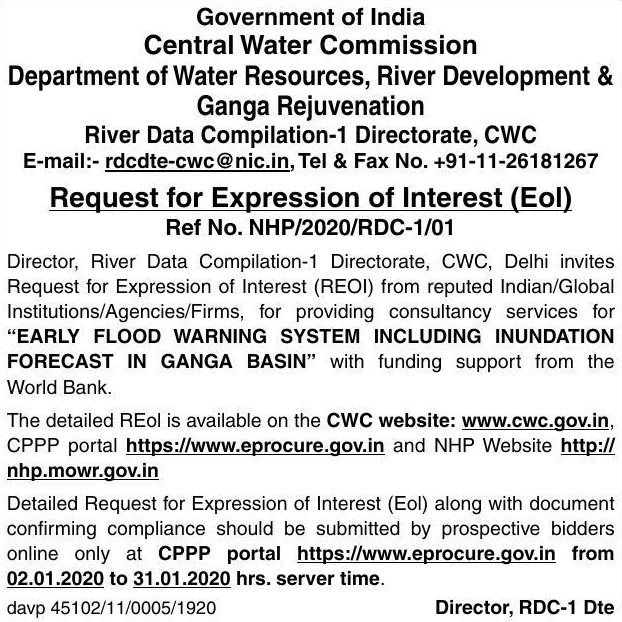 Government of India
Central Water Commission
Department of Water Resources, River Development &
Ganga Rejuvenation
River Data Compilation-1 Directorate, CWC
E-mail:- rdcdte-cwc@nic.in, Tel & Fax No. +91-11-26181267
Request for Expression of Interest (EoI)
Ref No. NHP/2020/RDC-1/01
Director, River Data Compilation-1 Directorate, CWC, Delhi invites
Request for Expression of Interest (REOI) from reputed Indian/Global
Institutions/Agencies/Firms, for providing consultancy services for
“EARLY FLOOD WARNING SYSTEM INCLUDING INUNDATION
FORECAST IN GANGA BASIN” with funding support from the
World Bank.
The detailed REoI is available on the CWC website: www.cwc.gov.in,
CPPP portal https://www.eprocure.gov.in and NHP Website http://
nhp.mowr.gov.in
Detailed Request for Expression of Interest (EoI) along with document
confirming compliance should be submitted by prospective bidders
online only at CPPP portal https://www.eprocure.gov.in from
02.01.2020 to 31.01.2020 hrs. server time.
davp 45102/11/0005/1920 Director, RDC-1 Dte